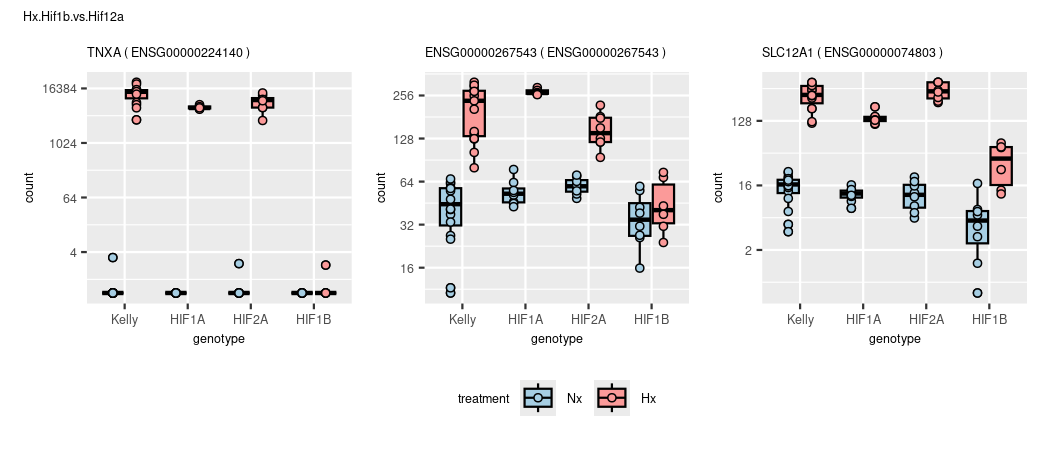 Hx.Hif1b.vs.Hif12a
TNXA ( ENSG00000224140 )
count
16384
1024
64
4
Kelly HIF1A HIF2A HIF1B
genotype
ENSG00000267543 ( ENSG00000267543 )
count
256
128
64
32
16
Kelly HIF1A HIF2A HIF1B
genotype
SLC12A1 ( ENSG00000074803 )
count
128
16
2
Kelly HIF1A HIF2A HIF1B
genotype
treatment Nx Hx